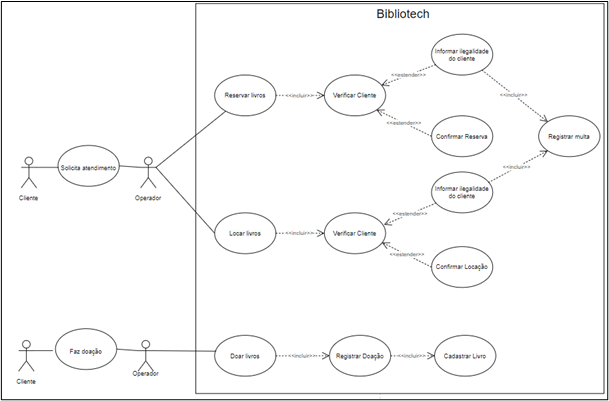 Bibliotech
Informar ilegalidade
do cliente
<<estender>>
Reservar livros
<<incluir>>
Verificar Cliente
<<incluir>>
<<estender>>
Confirmar Reserva
Registrar multa
Solicita atendimento
Cliente
Operador
<<incluir>>
Informar ilegalidade
do cliente
<<estender>>
Locar livros
<<incluir>>
Verificar Cliente
<<estender>>
Confirmar Locação
Faz doação
Cliente
Operador
Doar livros
<<incluir>>
Registrar Doação
<<incluir>>
Cadastrar Livro